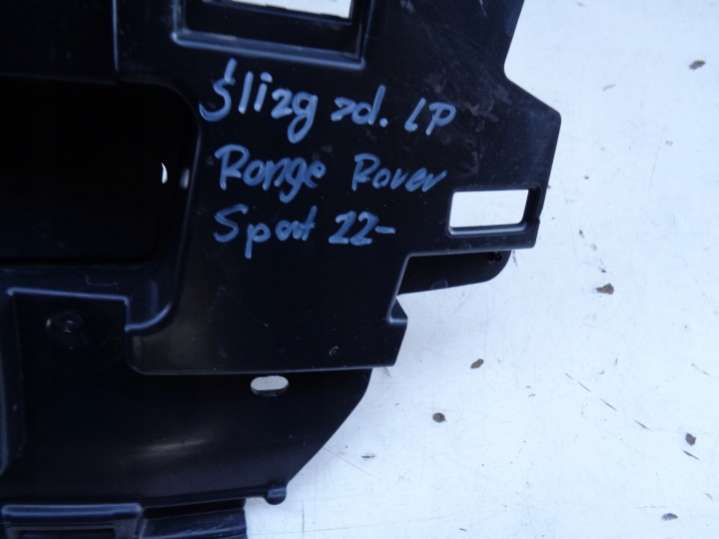 Ślizg zd. LP
Range Rover
Sport 22-